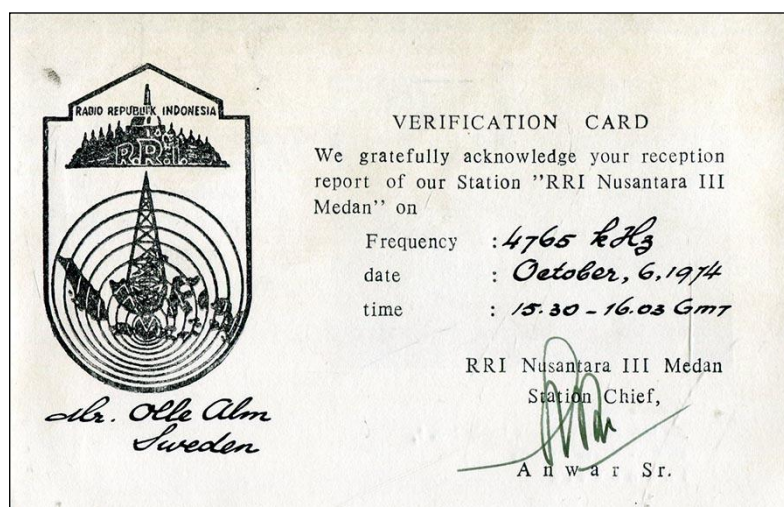 RADIO REPUBLIK INDONESIA
R.R.I.
Mr. Olle Alm
Sweden
VERIFICATION CARD
We gratefully acknowledge your reception
report of our Station "RRI Nusantara III
Medan" on
Frequency : 4765 kHz
date : October, 6, 1974
time : 15.30 - 16.03 GMT
RRI Nusantara III Medan
Station Chief,
Anwar Sr.